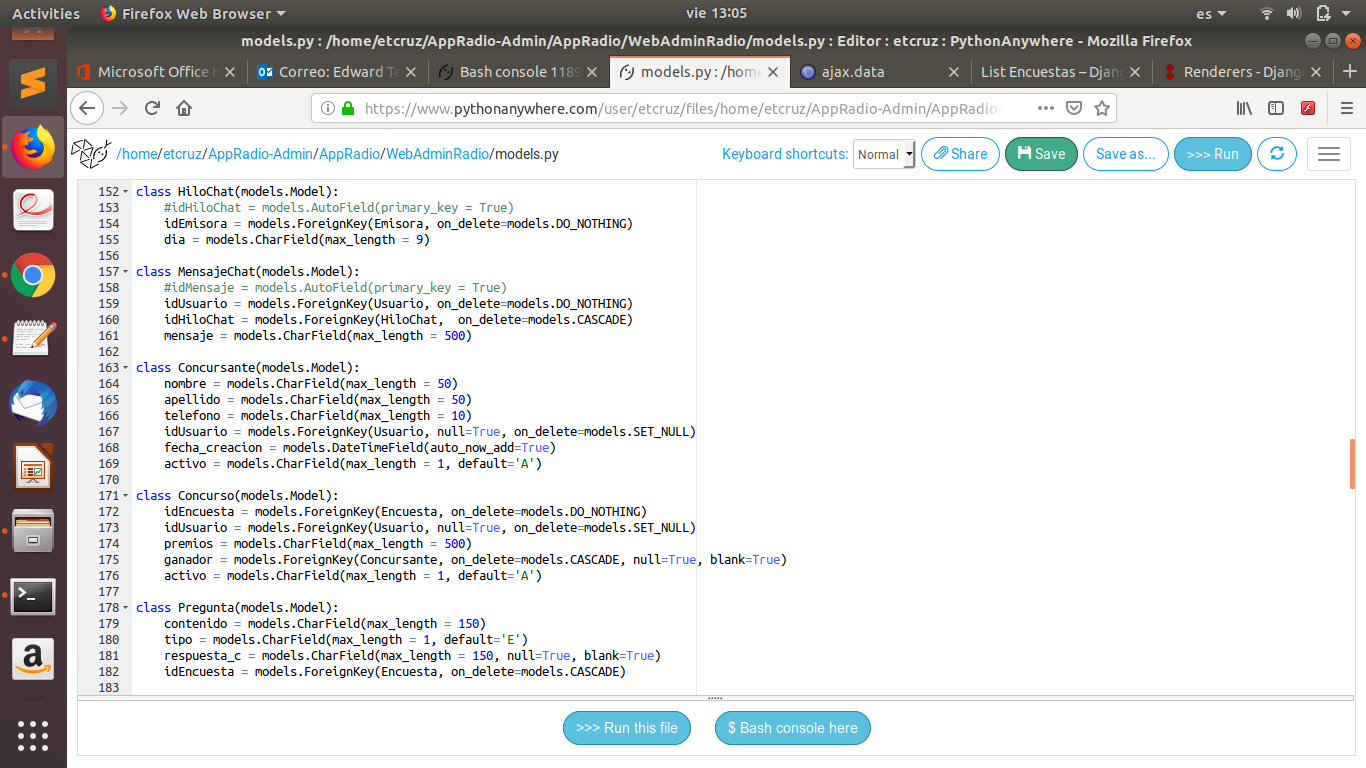 Activities
Firefox Web Browser
vie 13:05
es
models.py : /home/etcruz/AppRadio-Admin/AppRadio/WebAdminRadio/models.py : Editor : etcruz : PythonAnywhere - Mozilla Firefox
Microsoft Office
Correo: Edward Te
Bash console 1189
models.py : /home
ajax.data
List Encuestas – Djan
Renderers - Djang
https://www.pythonanywhere.com/user/etcruz/files/home/etcruz/AppRadio-Admin/AppRadio/
/home/etcruz/AppRadio-Admin/AppRadio/WebAdminRadio/models.py
Keyboard shortcuts:
Normal
Share
Save
Save as...
>>> Run
152 class HiloChat(models.Model):
153     #idHiloChat = models.AutoField(primary_key = True)
154     idEmisora = models.ForeignKey(Emisora, on_delete=models.DO_NOTHING)
155     dia = models.CharField(max_length = 9)
156
157 class MensajeChat(models.Model):
158     #idMensaje = models.AutoField(primary_key = True)
159     idUsuario = models.ForeignKey(Usuario, on_delete=models.DO_NOTHING)
160     idHiloChat = models.ForeignKey(HiloChat,  on_delete=models.CASCADE)
161     mensaje = models.CharField(max_length = 500)
162
163 class Concursante(models.Model):
164     nombre = models.CharField(max_length = 50)
165     apellido = models.CharField(max_length = 50)
166     telefono = models.CharField(max_length = 10)
167     idUsuario = models.ForeignKey(Usuario, null=True, on_delete=models.SET_NULL)
168     fecha_creacion = models.DateTimeField(auto_now_add=True)
169     activo = models.CharField(max_length = 1, default='A')
170
171 class Concurso(models.Model):
172     idEncuesta = models.ForeignKey(Encuesta, on_delete=models.DO_NOTHING)
173     idUsuario = models.ForeignKey(Usuario, null=True, on_delete=models.SET_NULL)
174     premios = models.CharField(max_length = 500)
175     ganador = models.ForeignKey(Concursante, on_delete=models.CASCADE, null=True, blank=True)
176     activo = models.CharField(max_length = 1, default='A')
177
178 class Pregunta(models.Model):
179     contenido = models.CharField(max_length = 150)
180     tipo = models.CharField(max_length = 1, default='E')
181     respuesta_c = models.CharField(max_length = 150, null=True, blank=True)
182     idEncuesta = models.ForeignKey(Encuesta, on_delete=models.CASCADE)
183
>>> Run this file
$ Bash console here